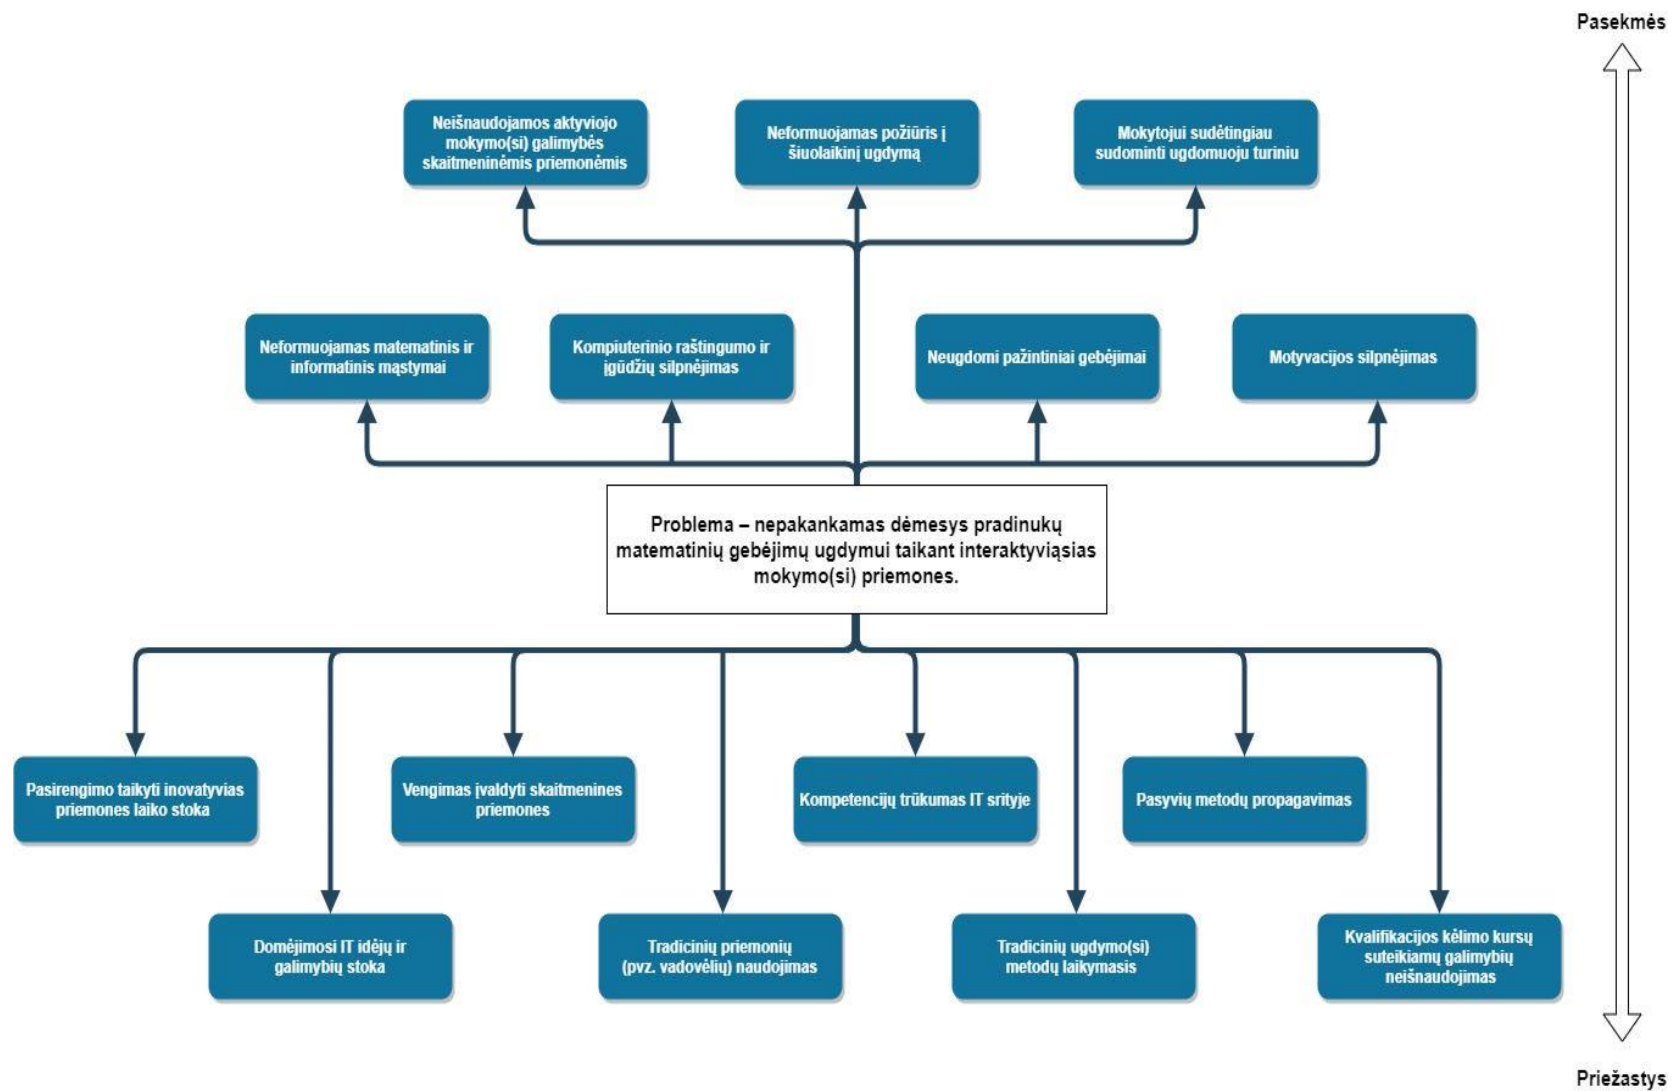 Pasekmės
Neišnaudojamos aktyviojo
mokymo(si) galimybės
skaitmeninėmis priemonėmis
Neformuojamas požiūris į
šiuolaikinį ugdymą
Mokytojui sudėtingiau
sudominti ugdomuoju turiniu
Neformuojamas matematinis ir
informatinis mąstymai
Kompiuterinio raštingumo ir
įgūdžių silpnėjimas
Neugdomi pažintiniai gebėjimai
Motyvacijos silpnėjimas
Problema – nepakankamas dėmesys pradinukų
matematinių gebėjimų ugdymui taikant interaktyviąsias
mokymo(si) priemones.
Pasirengimo taikyti inovatyvias
priemones laiko stoka
Vengimas įvaldyti skaitmenines
priemones
Kompetencijų trūkumas IT srityje
Pasyvių metodų propagavimas
Domėjimosi IT idėjų ir
galimybių stoka
Tradicinių priemonių
(pvz. vadovėlių) naudojimas
Tradicinių ugdymo(si)
metodų laikymasis
Kvalifikacijos kėlimo kursų
suteikiamų galimybių
neišnaudojimas
Priežastys